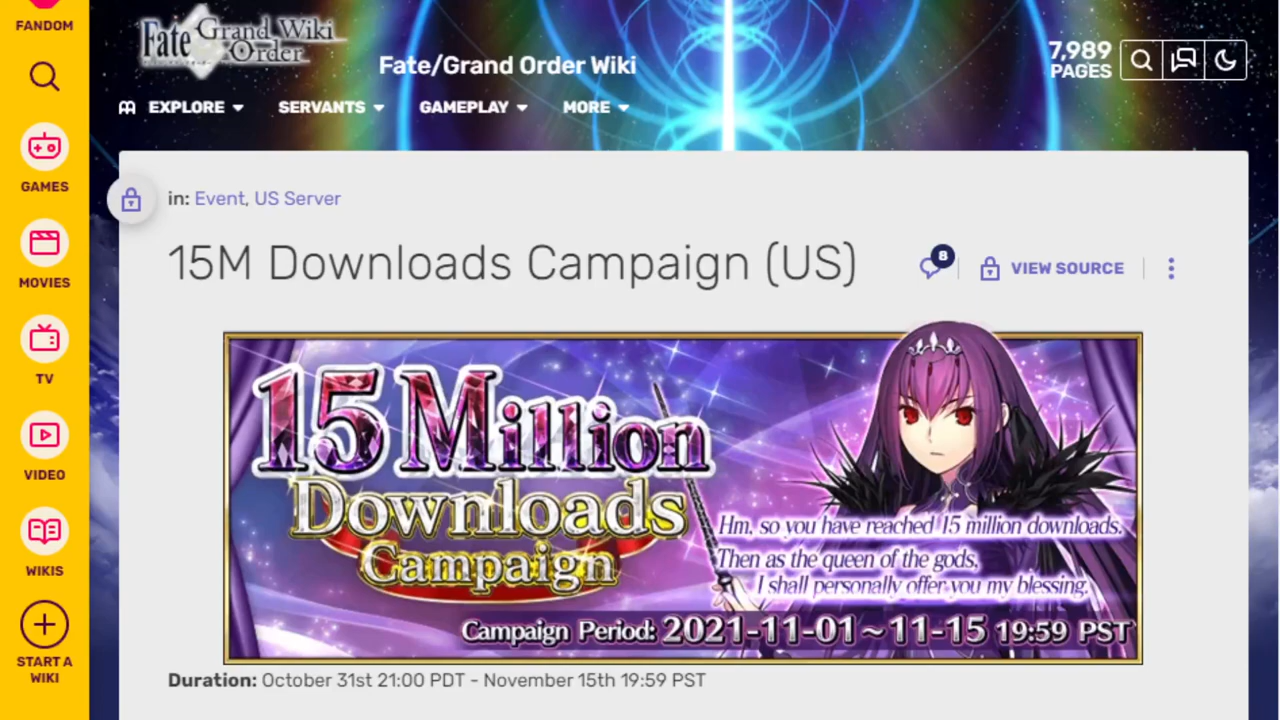 FANDOM
GAMES
MOVIES
TV
VIDEO
WIKIS
START A
WIKI
Fate Grand Wiki
Order
Fate/Grand Order Wiki
7,989
PAGES
EXPLORE
SERVANTS
GAMEPLAY
MORE
in: Event, US Server
15M Downloads Campaign (US)
8
VIEW SOURCE
15 Million
Downloads
Campaign
Hm, so you have reached 15 million downloads.
Then as the queen of the gods,
I shall personally offer you my blessing.
Campaign Period: 2021-11-01 ~ 11-15 19:59 PST
Duration: October 31st 21:00 PDT - November 15th 19:59 PST